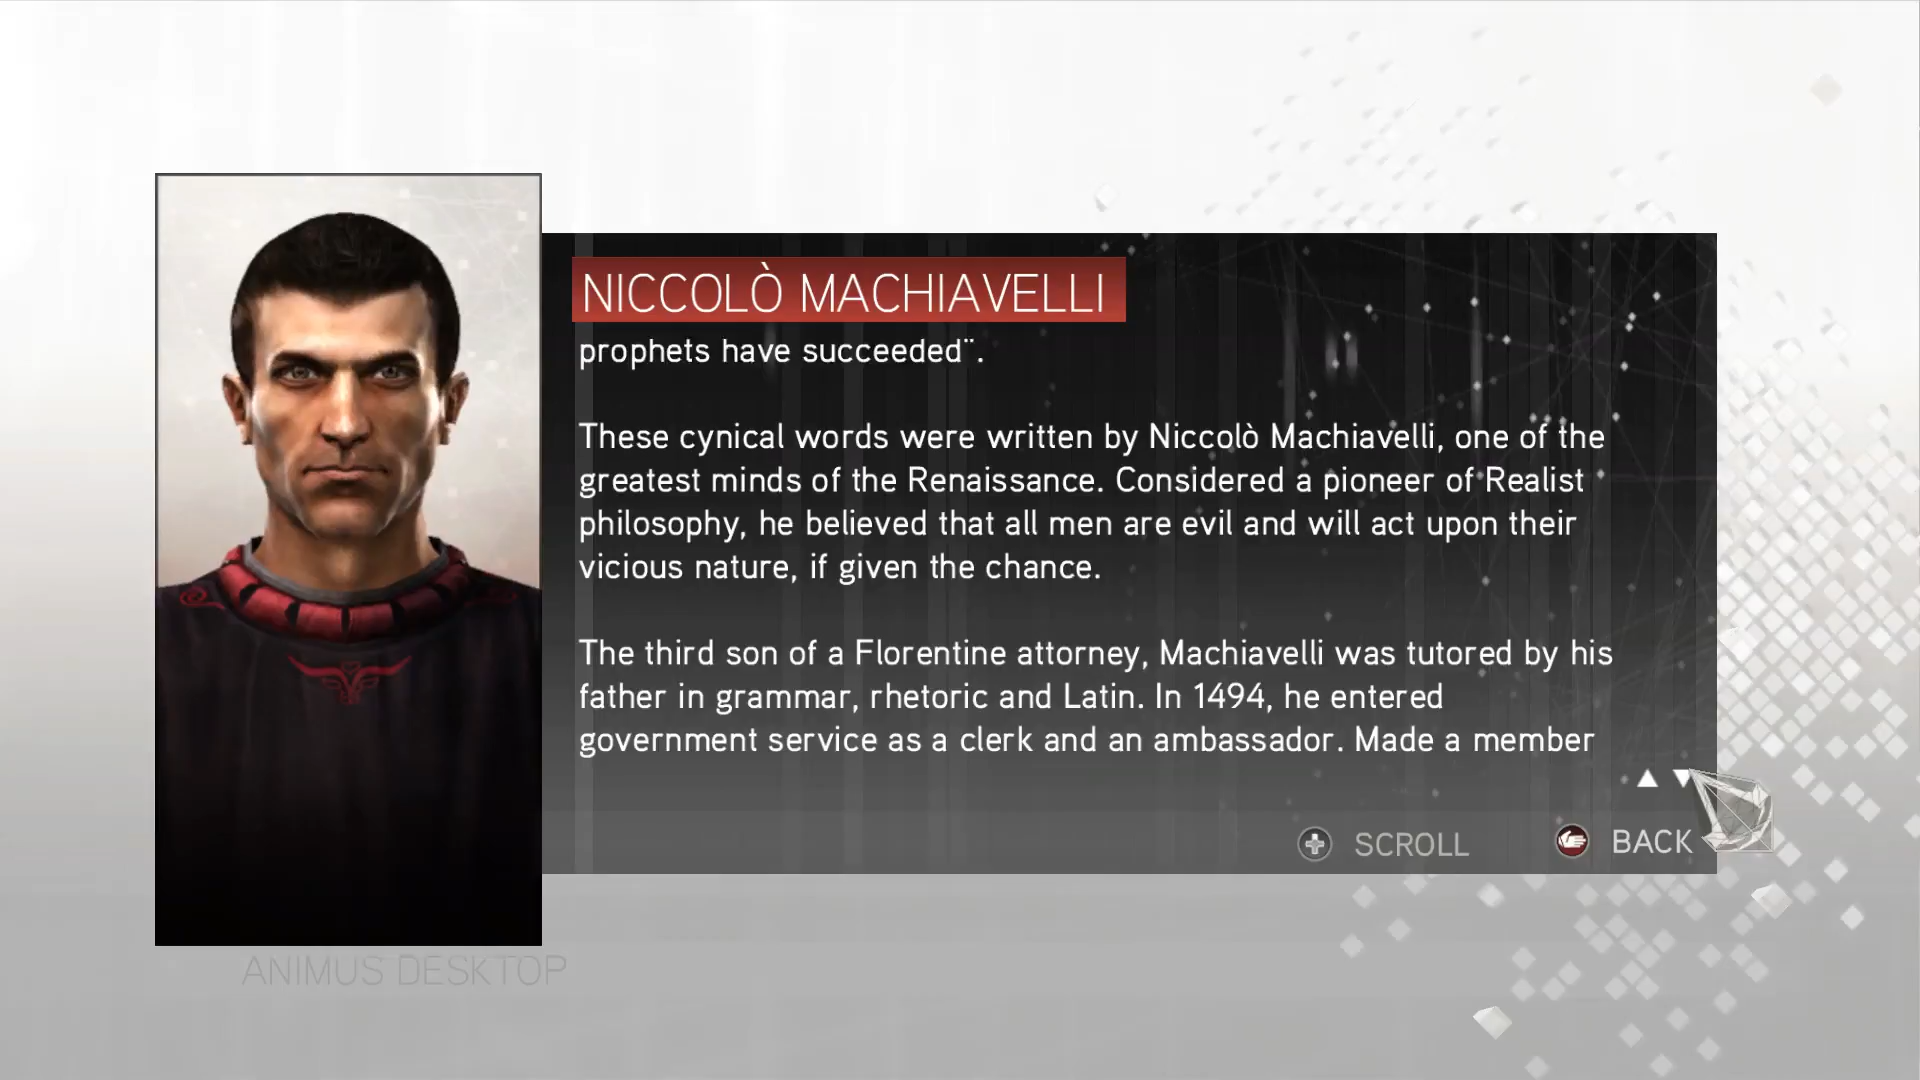 NICCOLÒ MACHIAVELLI
prophets have succeeded¨.
These cynical words were written by Niccolò Machiavelli, one of the
greatest minds of the Renaissance. Considered a pioneer of Realist
philosophy, he believed that all men are evil and will act upon their
vicious nature, if given the chance.
The third son of a Florentine attorney, Machiavelli was tutored by his
father in grammar, rhetoric and Latin. In 1494, he entered
government service as a clerk and an ambassador. Made a member
SCROLL
BACK
ANIMUS DESKTOP